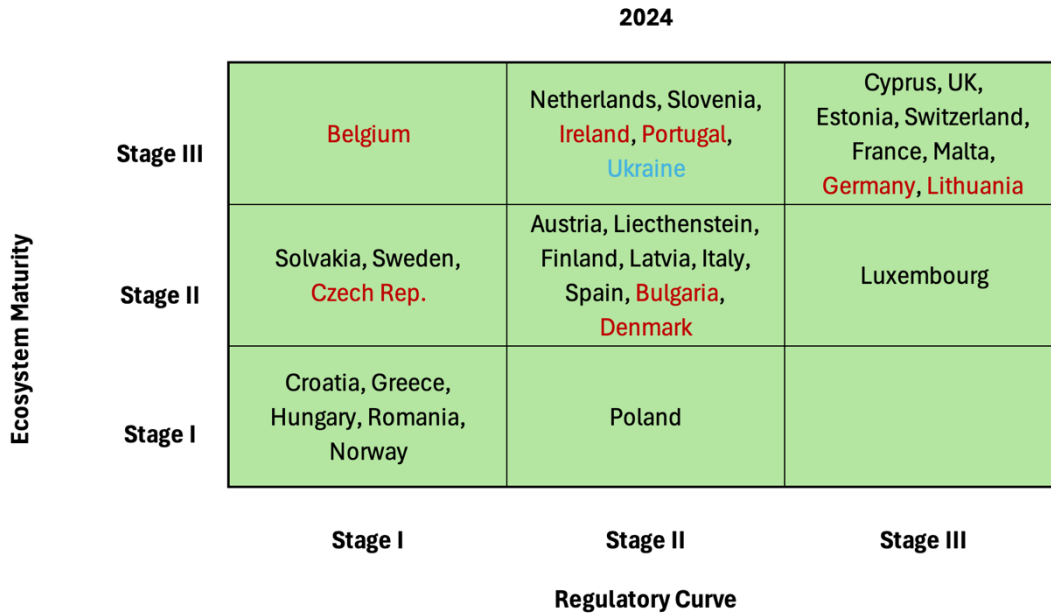 2024
Ecosystem Maturity
Stage III
Belgium
Netherlands, Slovenia,
Ireland, Portugal,
Ukraine
Cyprus, UK,
Estonia, Switzerland,
France, Malta,
Germany, Lithuania
Stage II
Solvakia, Sweden,
Czech Rep.
Austria, Liecthenstein,
Finland, Latvia, Italy,
Spain, Bulgaria,
Denmark
Luxembourg
Stage I
Croatia, Greece,
Hungary, Romania,
Norway
Poland
Stage I
Stage II
Stage III
Regulatory Curve